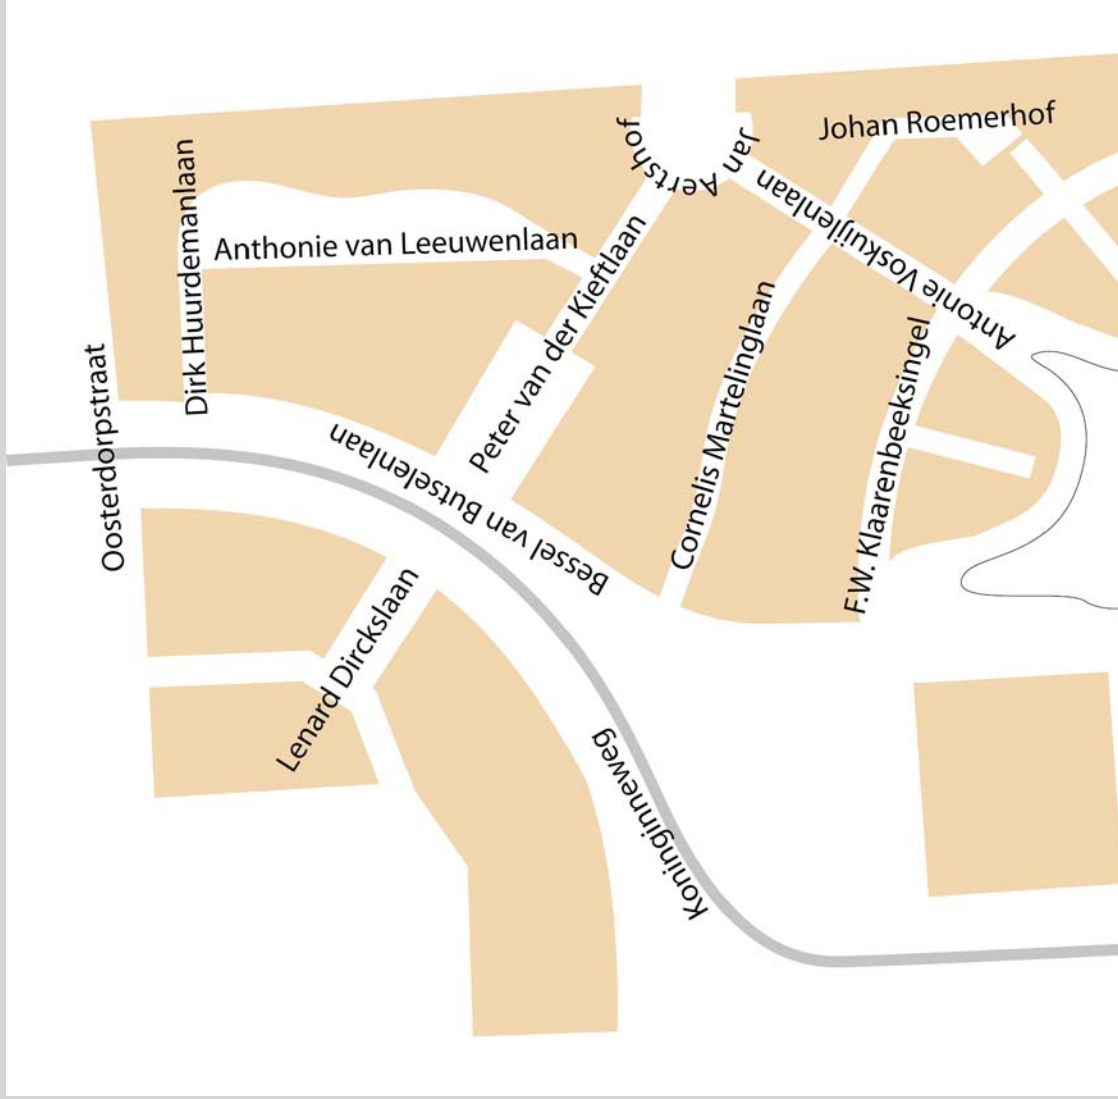 Johan Roemerhof
Jan Aertshof
Antonie Voskuijlenlaan
Dirk Huurdemanlaan
Anthonie van Leeuwenlaan
Peter van der Kieftlaan
Cornelis Martelinglaan
F.W. Klaarenbeeksingel
Oosterdorpstraat
Bessel van Butselenlaan
Lenard Dirckslaan
Koninginneweg